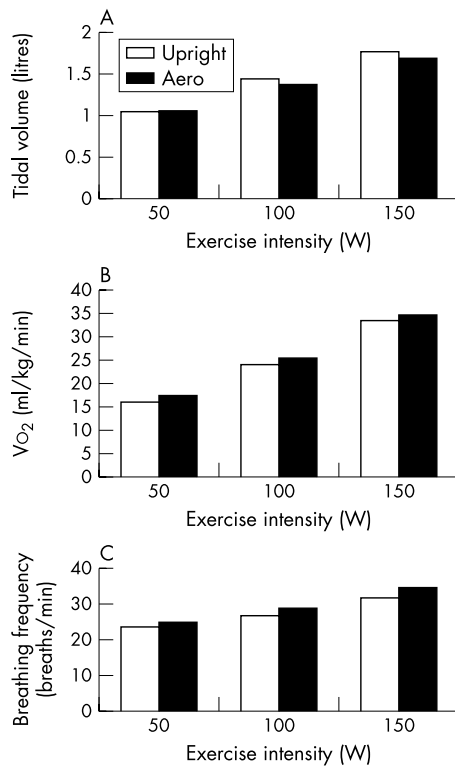 A
2
1.5
1
0.5
0
Tidal volume (litres)
Upright
Aero
50 100 150
Exercise intensity (W)
B
40
35
30
25
20
15
10
5
0
VO₂ (ml/kg/min)
50 100 150
Exercise intensity (W)
C
40
30
20
10
0
Breathing frequency
(breaths/min)
50 100 150
Exercise intensity (W)